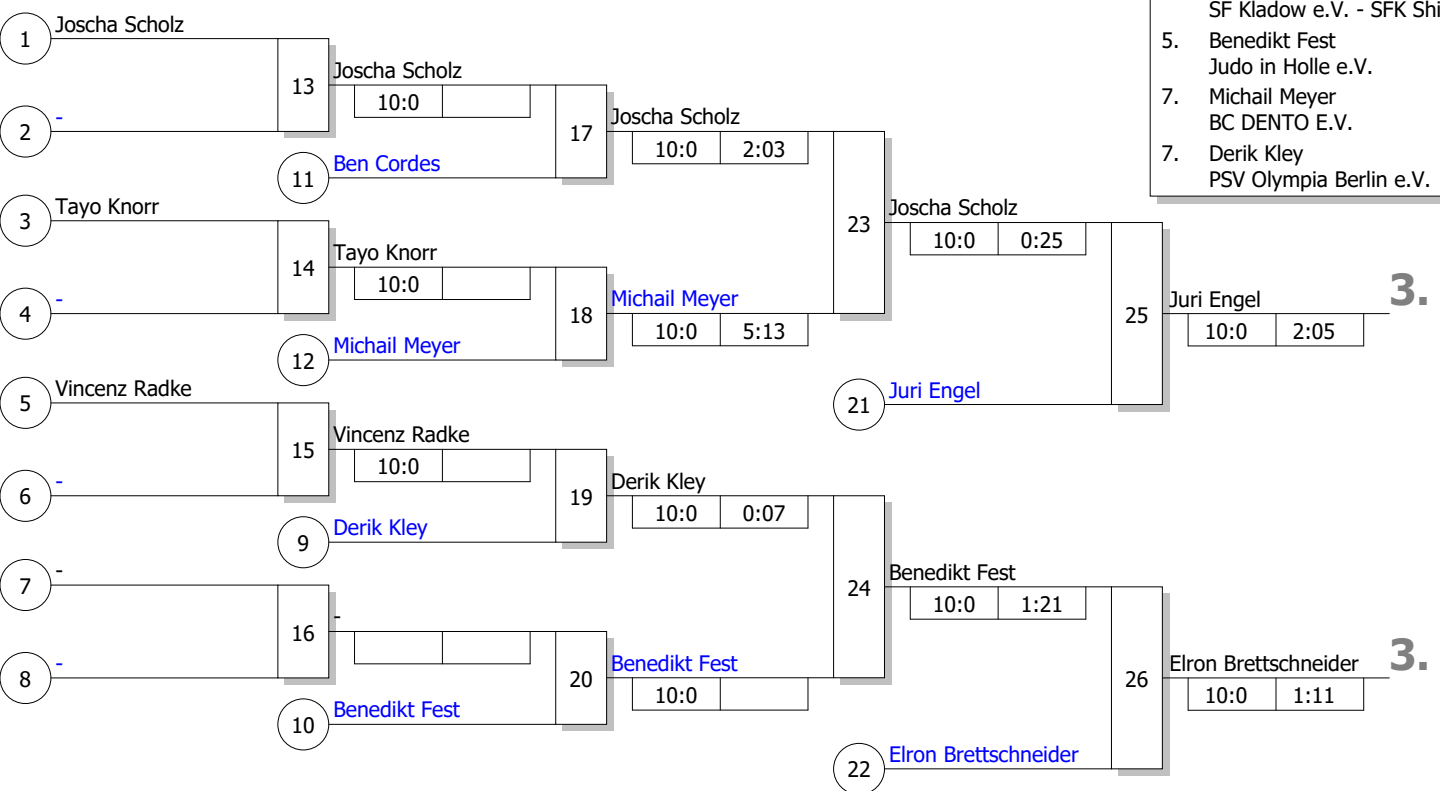 SF Kladow e.V. - SFK Shi
5. Benedikt Fest
Judo in Holle e.V.
7. Michail Meyer
BC DENTO E.V.
7. Derik Kley
PSV Olympia Berlin e.V.
1 Joscha Scholz
2 -
13 Joscha Scholz
10:0
11 Ben Cordes
17 Joscha Scholz
10:0 2:03
3 Tayo Knorr
4 -
14 Tayo Knorr
10:0
12 Michail Meyer
18 Michail Meyer
10:0 5:13
23 Joscha Scholz
10:0 0:25
21 Juri Engel
25 Juri Engel 3.
10:0 2:05
5 Vincenz Radke
6 -
15 Vincenz Radke
10:0
9 Derik Kley
19 Derik Kley
10:0 0:07
7 -
8 -
16 -
10 Benedikt Fest
20 Benedikt Fest
10:0
24 Benedikt Fest
10:0 1:21
22 Elron Brettschneider
26 Elron Brettschneider 3.
10:0 1:11